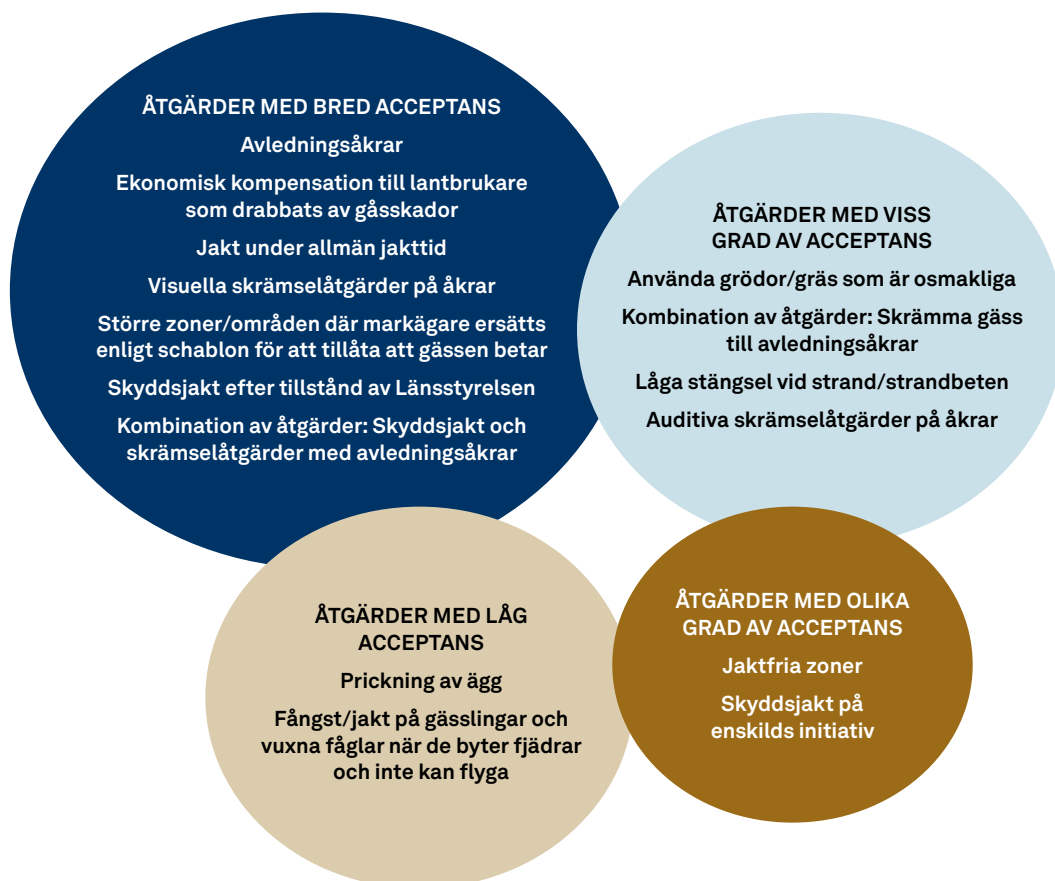 ÅTGÄRDER MED BRED ACCEPTANS
Avledningsåkrar
Ekonomisk kompensation till lantbrukare
som drabbats av gåsskador
Jakt under allmän jakttid
Visuella skrämselåtgärder på åkrar
Större zoner/områden där markägare ersätts
enligt schablon för att tillåta att gässen betar
Skyddsjakt efter tillstånd av Länsstyrelsen
Kombination av åtgärder: Skyddsjakt och
skrämselåtgärder med avledningsåkrar
ÅTGÄRDER MED VISS
GRAD AV ACCEPTANS
Använda grödor/gräs som är osmakliga
Kombination av åtgärder: Skrämma gäss
till avledningsåkrar
Låga stängsel vid strand/strandbeten
Auditiva skrämselåtgärder på åkrar
ÅTGÄRDER MED LÅG
ACCEPTANS
Prickning av ägg
Fångst/jakt på gässlingar och
vuxna fåglar när de byter fjädrar
och inte kan flyga
ÅTGÄRDER MED OLIKA
GRAD AV ACCEPTANS
Jaktfria zoner
Skyddsjakt på
enskilds initiativ